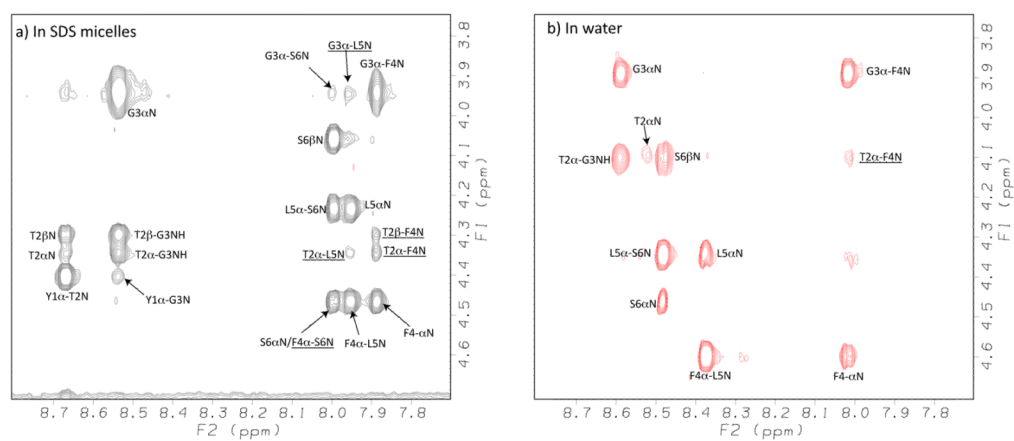 a) In SDS micelles
G3α-S6N
G3α-L5N
G3α-F4N
G3αN
S6βN
L5α-S6N
L5αN
T2βN
T2β-G3NH
T2β-F4N
T2αN
T2α-G3NH
T2α-L5N
T2α-F4N
Y1α-T2N
Y1α-G3N
S6αN/F4α-S6N
F4α-L5N
F4-αN
3.8
3.9
4.0
4.1
4.2
4.3
4.4
4.5
4.6
F1 (ppm)
8.7 8.6 8.5 8.4 8.3 8.2 8.1 8.0 7.9
F2 (ppm)
b) In water
G3αN
G3α-F4N
T2αN
T2α-G3NH
S6βN
T2α-F4N
L5α-S6N
L5αN
S6αN
F4α-L5N
F4-αN
3.8
3.9
4.0
4.1
4.2
4.3
4.4
4.5
4.6
F1 (ppm)
8.7 8.6 8.5 8.4 8.3 8.2 8.1 8.0 7.9 7.8
F2 (ppm)